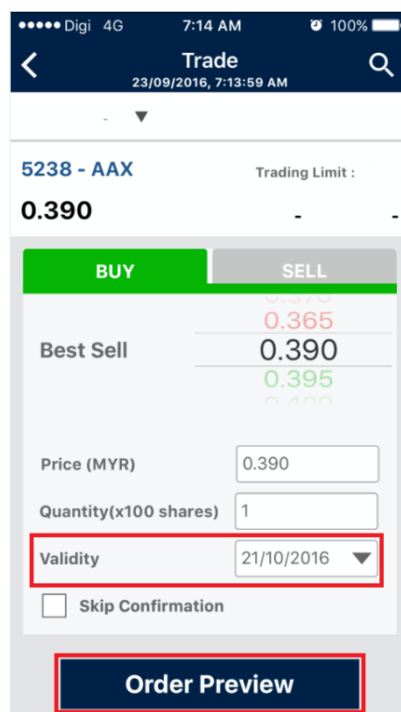 Digi 4G 7:14 AM 100%
Trade
23/09/2016, 7:13:59 AM
-
5238 - AAX Trading Limit :
0.390 - -
BUY SELL
0.365
Best Sell 0.390
0.395
Price (MYR) 0.390
Quantity(x100 shares) 1
Validity 21/10/2016
Skip Confirmation
Order Preview